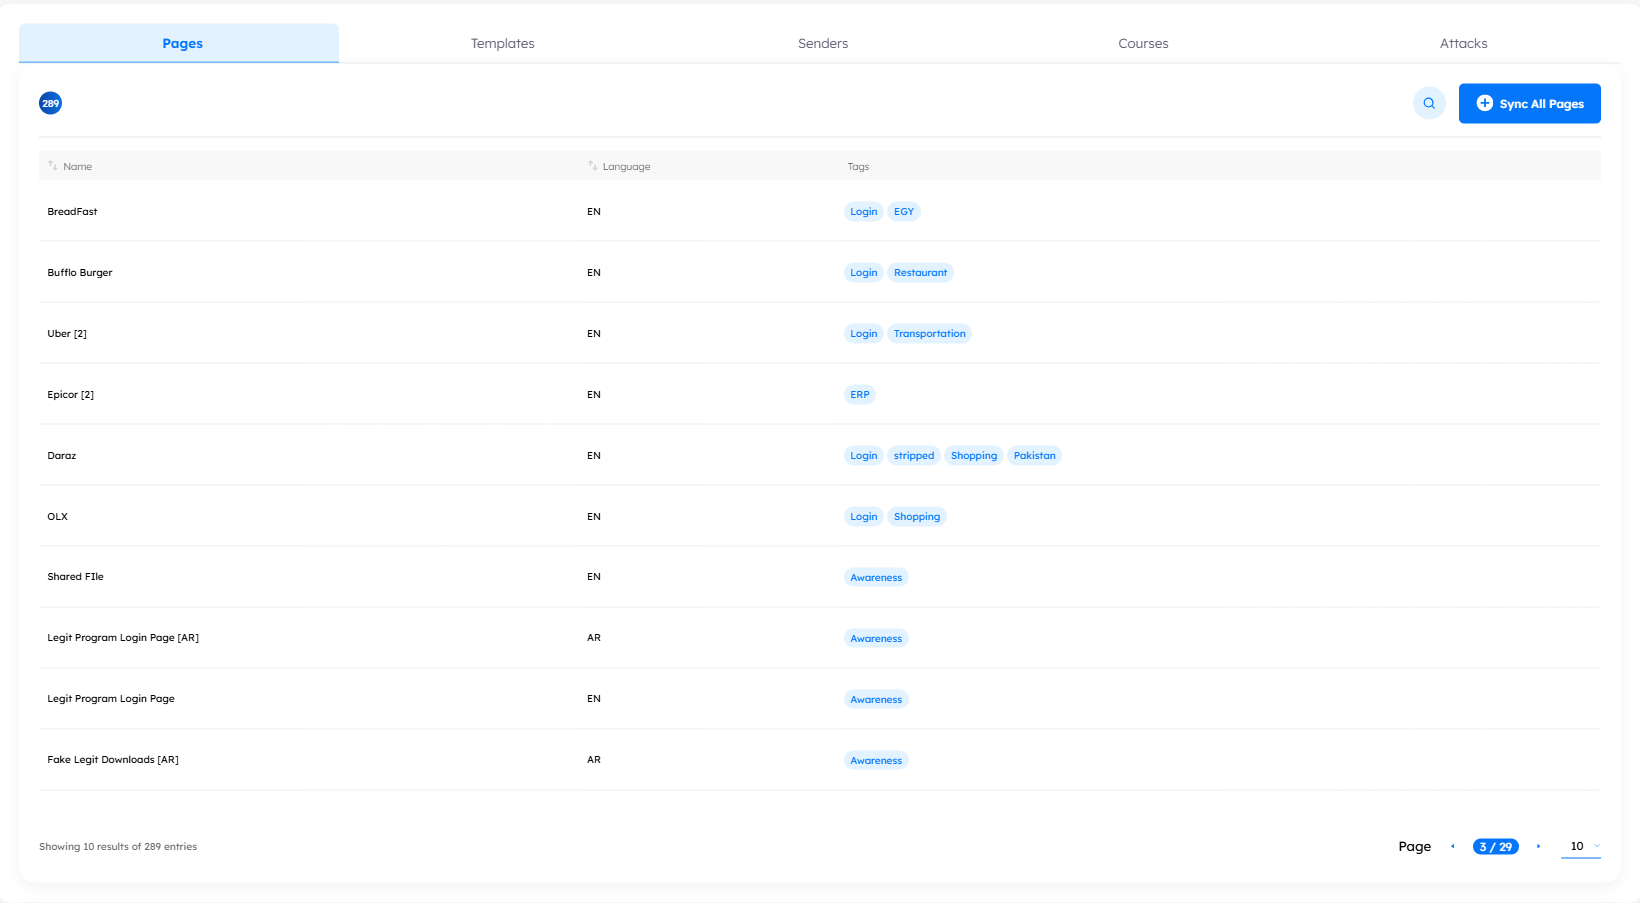 Pages Templates Senders Courses Attacks
289 Sync All Pages
Name Language Tags
BreadFast EN Login EGY
Bufflo Burger EN Login Restaurant
Uber [2] EN Login Transportation
Epicor [2] EN ERP
Daraz EN Login stripped Shopping Pakistan
OLX EN Login Shopping
Shared FIle EN Awareness
Legit Program Login Page [AR] AR Awareness
Legit Program Login Page EN Awareness
Fake Legit Downloads [AR] AR Awareness
Showing 10 results of 289 entries Page 3 / 29 10